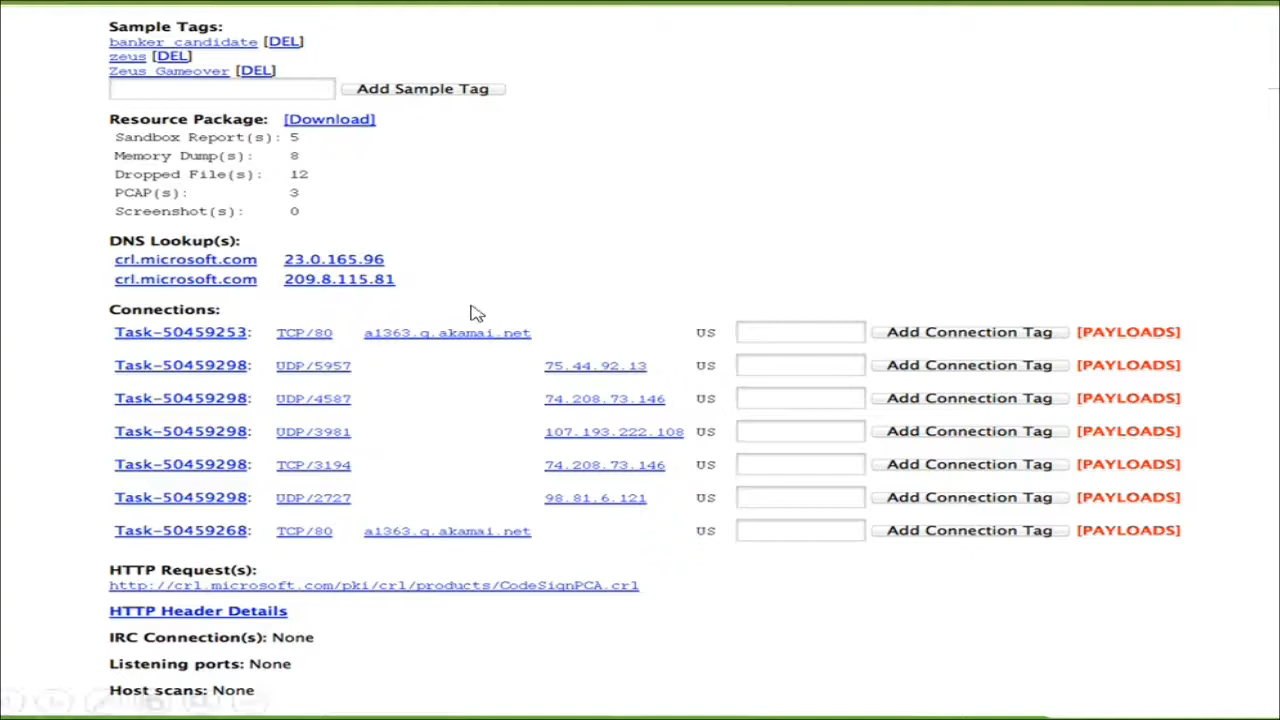 Sample Tags:
banker candidate [DEL]
zeus [DEL]
Zeus Gameover [DEL]
Add Sample Tag
Resource Package: [Download]
Sandbox Report(s): 5
Memory Dump(s): 8
Dropped File(s): 12
PCAP(s): 3
Screenshot(s): 0
DNS Lookup(s):
crl.microsoft.com 23.0.165.96
crl.microsoft.com 209.8.115.81
Connections:
Task-50459253: TCP/80 a1363.g.akamai.net US Add Connection Tag [PAYLOADS]
Task-50459298: UDP/5957 75.44.92.13 US Add Connection Tag [PAYLOADS]
Task-50459298: UDP/4587 74.208.73.146 US Add Connection Tag [PAYLOADS]
Task-50459298: UDP/3981 107.193.222.108 US Add Connection Tag [PAYLOADS]
Task-50459298: TCP/3194 74.208.73.146 US Add Connection Tag [PAYLOADS]
Task-50459298: UDP/2727 98.81.6.121 US Add Connection Tag [PAYLOADS]
Task-50459268: TCP/80 a1363.g.akamai.net US Add Connection Tag [PAYLOADS]
HTTP Request(s):
http://crl.microsoft.com/pki/crl/products/CodeSignPCA.crl
HTTP Header Details
IRC Connection(s): None
Listening ports: None
Host scans: None